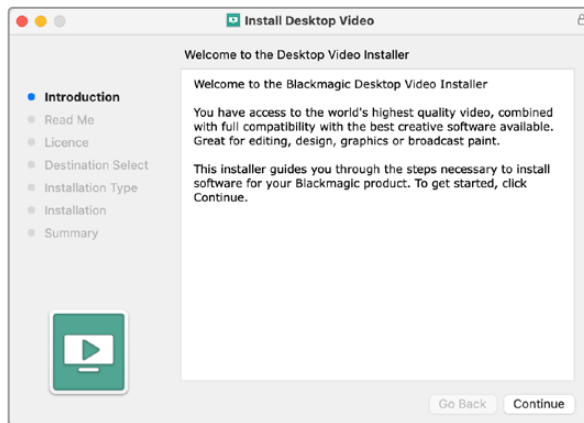 Install Desktop Video
Welcome to the Desktop Video Installer
Introduction
Read Me
Licence
Destination Select
Installation Type
Installation
Summary
Welcome to the Blackmagic Desktop Video Installer
You have access to the world's highest quality video, combined
with full compatibility with the best creative software available.
Great for editing, design, graphics or broadcast paint.
This installer guides you through the steps necessary to install
software for your Blackmagic product. To get started, click
Continue.
Go Back
Continue